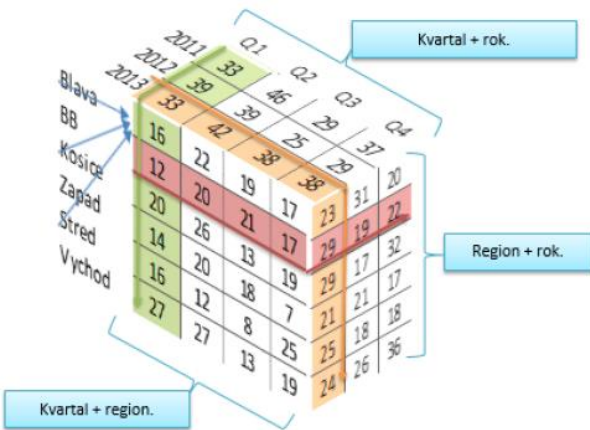 Kvartal + rok.
Q1 Q2 Q3 Q4
2011 33 46 29 37
2012 39 39 25 29
2013 33 42 38 38
Blava
BB
Kosice
Zapad
Stred
Vychod
16 22 19 17 23 31 20
12 20 21 17 29 19 22
20 26 13 19 29 17 32
14 20 18 7 21 21 17
16 12 8 25 25 18 18
27 27 13 19 24 26 36
Region + rok.
Kvartal + region.